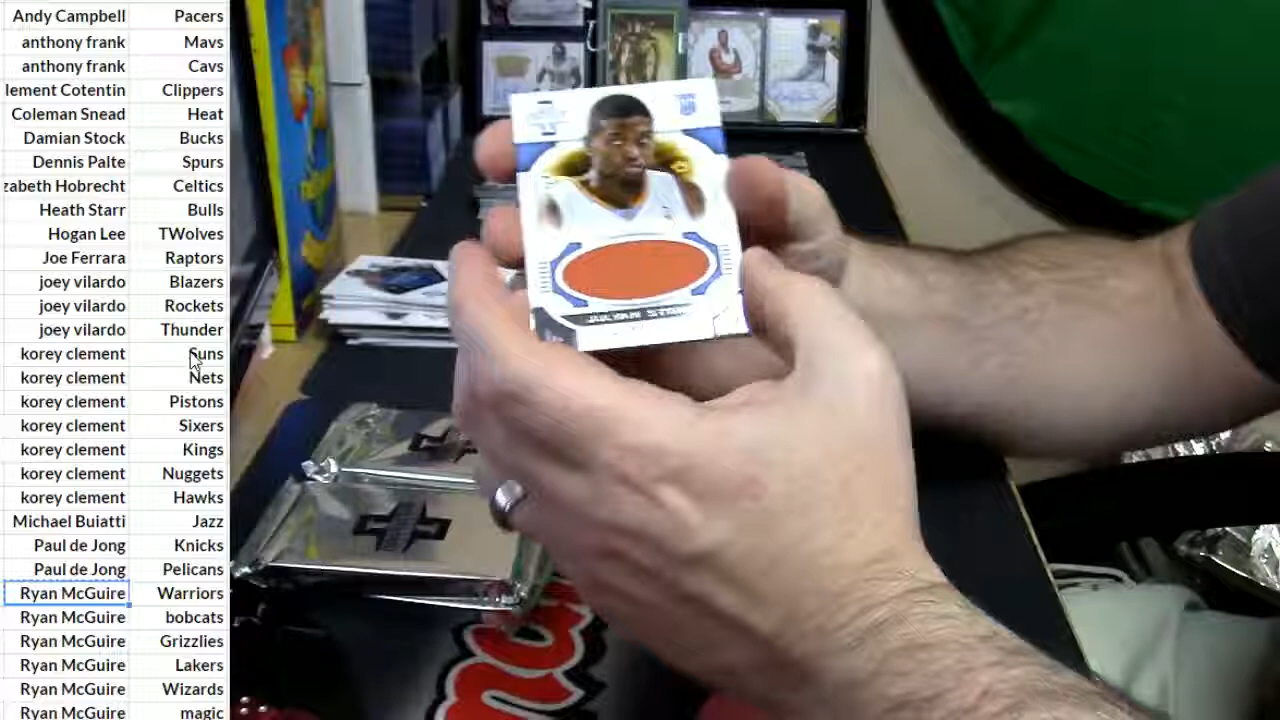 Andy Campbell Pacers
anthony frank Mavs
anthony frank Cavs
lement Cotentin Clippers
Coleman Snead Heat
Damian Stock Bucks
Dennis Palte Spurs
zabeth Hobrecht Celtics
Heath Starr Bulls
Hogan Lee TWolves
Joe Ferrara Raptors
joey vilardo Blazers
joey vilardo Rockets
joey vilardo Thunder
korey clement Suns
korey clement Nets
korey clement Pistons
korey clement Sixers
korey clement Kings
korey clement Nuggets
korey clement Hawks
Michael Buiatti Jazz
Paul de Jong Knicks
Paul de Jong Pelicans
Ryan McGuire Warriors
Ryan McGuire bobcats
Ryan McGuire Grizzlies
Ryan McGuire Lakers
Ryan McGuire Wizards
Ryan McGuire magic